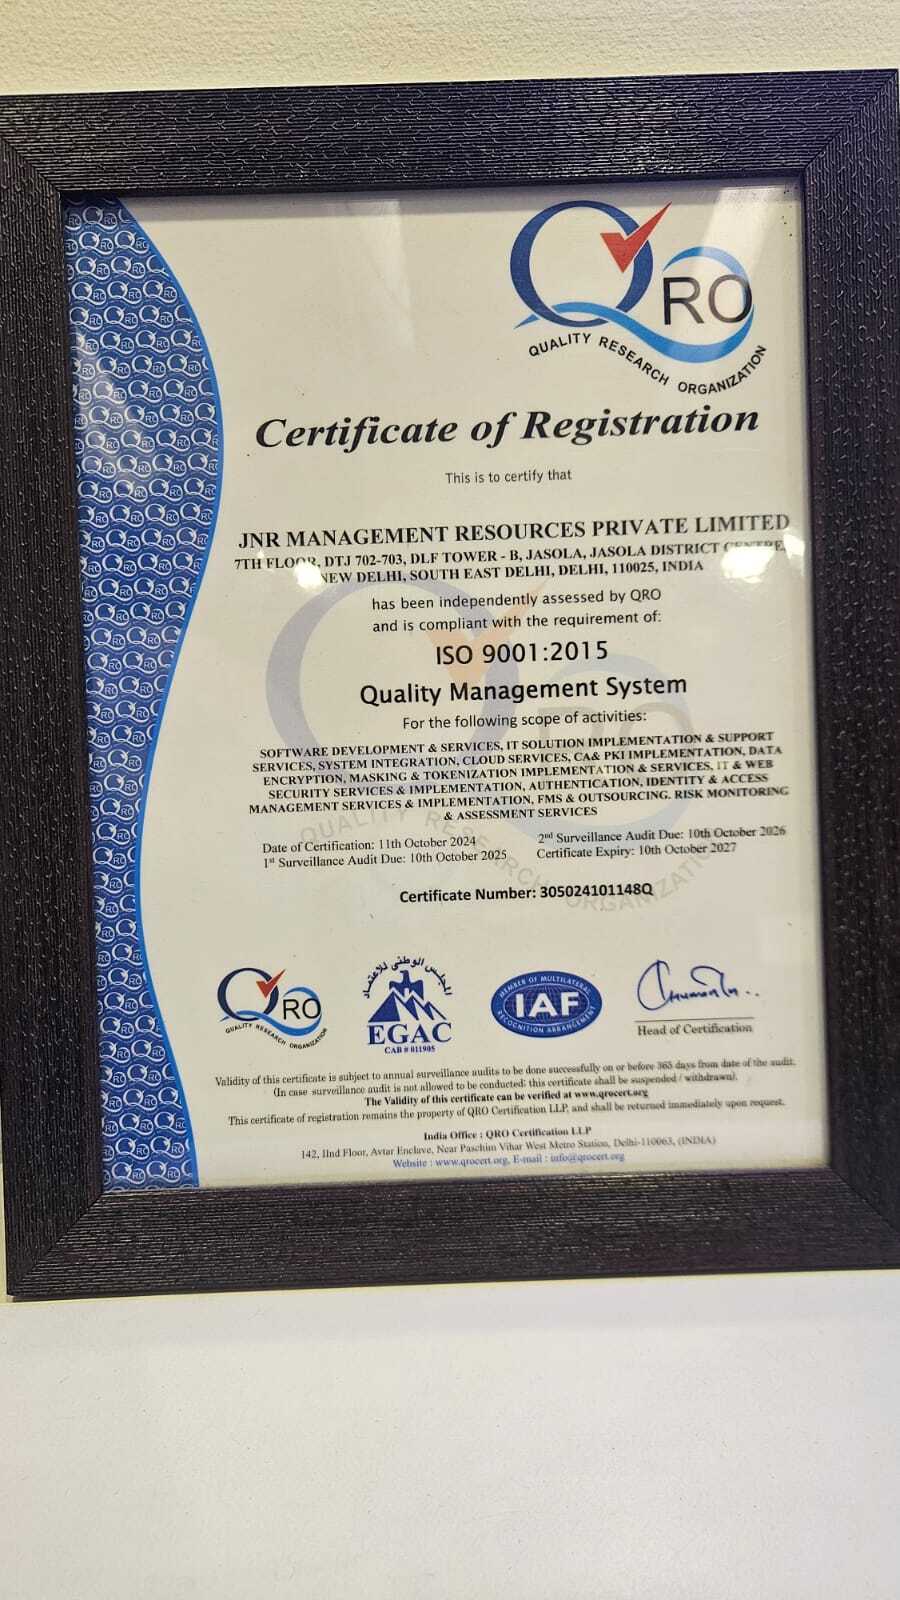 QRO
QUALITY RESEARCH ORGANIZATION
Certificate of Registration
This is to certify that
JNR MANAGEMENT RESOURCES PRIVATE LIMITED
7TH FLOOR, DTJ 702-703, DLF TOWER - B, JASOLA, JASOLA DISTRICT CENTRE,
NEW DELHI, SOUTH EAST DELHI, DELHI, 110025, INDIA
has been independently assessed by QRO
and is compliant with the requirement of:
ISO 9001:2015
Quality Management System
For the following scope of activities:
SOFTWARE DEVELOPMENT & SERVICES, IT SOLUTION IMPLEMENTATION & SUPPORT
SERVICES, SYSTEM INTEGRATION, CLOUD SERVICES, CA& PKI IMPLEMENTATION, DATA
ENCRYPTION, MASKING & TOKENIZATION IMPLEMENTATION & SERVICES, IT & WEB
SECURITY SERVICES & IMPLEMENTATION, AUTHENTICATION, IDENTITY & ACCESS
MANAGEMENT SERVICES & IMPLEMENTATION, FMS & OUTSOURCING. RISK MONITORING
& ASSESSMENT SERVICES
Date of Certification: 11th October 2024
2nd Surveillance Audit Due: 10th October 2026
1st Surveillance Audit Due: 10th October 2025
Certificate Expiry: 10th October 2027
Certificate Number: 305024101148Q
QRO
QUALITY RESEARCH ORGANIZATION
المجلس الوطنى للاعتماد
EGAC
CAB # 011905
MEMBER OF MULTILATERAL
IAF
RECOGNITION ARRANGEMENT
Head of Certification
Validity of this certificate is subject to annual surveillance audits to be done successfully on or before 365 days from date of the audit.
(In case surveillance audit is not allowed to be conducted; this certificate shall be suspended / withdrawn).
The Validity of this certificate can be verified at www.qrocert.org
This certificate of registration remains the property of QRO Certification LLP, and shall be returned immediately upon request.
India Office : QRO Certification LLP
142, IInd Floor, Avtar Enclave, Near Paschim Vihar West Metro Station, Delhi-110063, (INDIA)
Website : www.qrocert.org, E-mail : info@qrocert.org